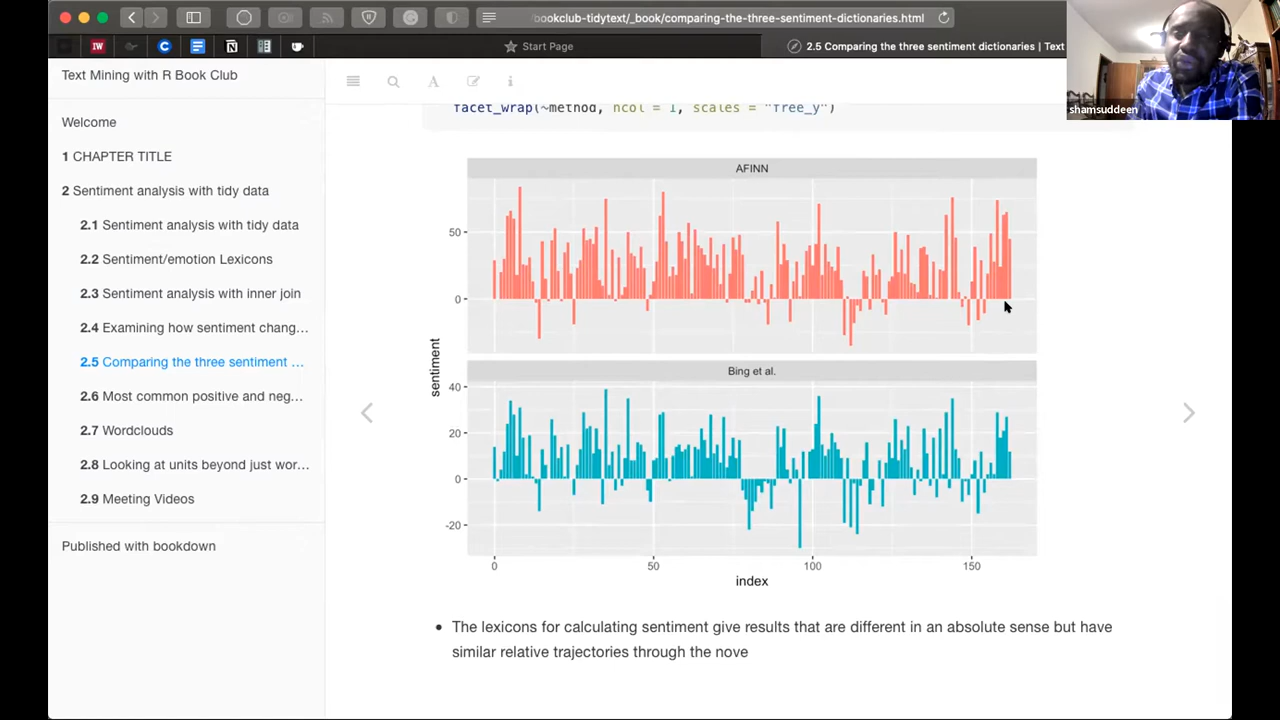 bookclub-tidytext/_book/comparing-the-three-sentiment-dictionaries.html
IW
Start Page
2.5 Comparing the three sentiment dictionaries | Text
shamsuddeen
Text Mining with R Book Club
Welcome
1 CHAPTER TITLE
2 Sentiment analysis with tidy data
2.1 Sentiment analysis with tidy data
2.2 Sentiment/emotion Lexicons
2.3 Sentiment analysis with inner join
2.4 Examining how sentiment chang…
2.5 Comparing the three sentiment …
2.6 Most common positive and neg…
2.7 Wordclouds
2.8 Looking at units beyond just wor…
2.9 Meeting Videos
Published with bookdown
facet_wrap(~method, ncol = 1, scales = "free_y")
AFINN
50
0
sentiment
Bing et al.
40
20
0
-20
0 50 100 150
index
• The lexicons for calculating sentiment give results that are different in an absolute sense but have
similar relative trajectories through the nove